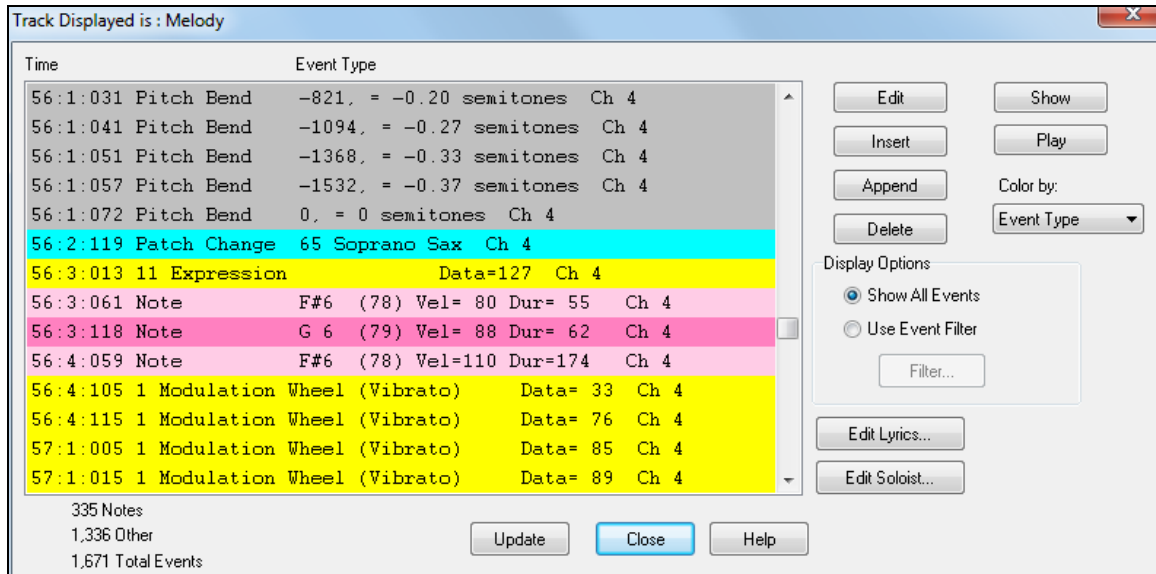 Track Displayed is : Melody
Time Event Type
56:1:031 Pitch Bend -821, = -0.20 semitones Ch 4
56:1:041 Pitch Bend -1094, = -0.27 semitones Ch 4
56:1:051 Pitch Bend -1368, = -0.33 semitones Ch 4
56:1:057 Pitch Bend -1532, = -0.37 semitones Ch 4
56:1:072 Pitch Bend 0, = 0 semitones Ch 4
56:2:119 Patch Change 65 Soprano Sax Ch 4
56:3:013 11 Expression Data=127 Ch 4
56:3:061 Note F#6 (78) Vel= 80 Dur= 55 Ch 4
56:3:118 Note G 6 (79) Vel= 88 Dur= 62 Ch 4
56:4:059 Note F#6 (78) Vel=110 Dur=174 Ch 4
56:4:105 1 Modulation Wheel (Vibrato) Data= 33 Ch 4
56:4:115 1 Modulation Wheel (Vibrato) Data= 76 Ch 4
57:1:005 1 Modulation Wheel (Vibrato) Data= 85 Ch 4
57:1:015 1 Modulation Wheel (Vibrato) Data= 89 Ch 4
335 Notes
1,336 Other
1,671 Total Events
Update Close Help
Edit Show
Insert Play
Append Color by:
Delete Event Type
Display Options
Show All Events
Use Event Filter
Filter...
Edit Lyrics...
Edit Soloist...